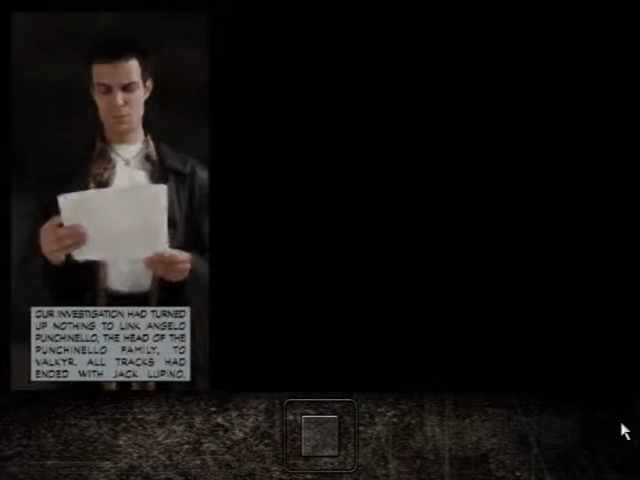 OUR INVESTIGATION HAD TURNED
UP NOTHING TO LINK ANGELO
PUNCHINELLO, THE HEAD OF THE
PUNCHINELLO FAMILY, TO
VALKYR. ALL TRACKS HAD
ENDED WITH JACK LUPINO.